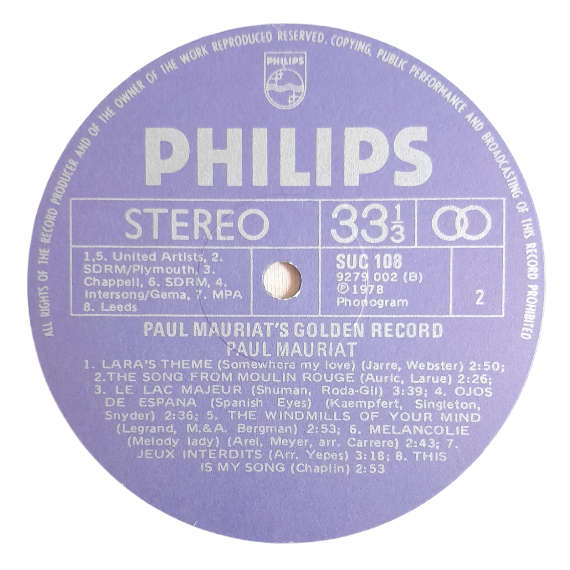 ALL RIGHTS OF THE RECORD PRODUCER AND OF THE OWNER OF THE WORK REPRODUCED RESERVED. COPYING, PUBLIC PERFORMANCE AND BROADCASTING OF THIS RECORD PROHIBITED
PHILIPS
PHILIPS
STEREO
33 1/3
1,5. United Artists, 2.
SDRM/Plymouth, 3.
Chappell, 6. SDRM, 4.
Intersong/Gema, 7. MPA
8. Leeds
SUC 108
9279 002 (B)
℗ 1978
Phonogram
2
PAUL MAURIAT'S GOLDEN RECORD
PAUL MAURIAT
1. LARA'S THEME (Somewhere my love) (Jarre, Webster) 2:50;
2.THE SONG FROM MOULIN ROUGE (Auric, Larue) 2:26;
3. LE LAC MAJEUR (Shuman, Roda-Gil) 3:39; 4. OJOS
DE ESPANA (Spanish Eyes) (Kaempfert, Singleton,
Snyder) 2:36; 5. THE WINDMILLS OF YOUR MIND
(Legrand, M.&A. Bergman) 2:53; 6. MELANCOLIE
(Melody lady) (Arel, Meyer, arr. Carrere) 2:43; 7.
JEUX INTERDITS (Arr. Yepes) 3:18; 8. THIS
IS MY SONG (Chaplin) 2:53